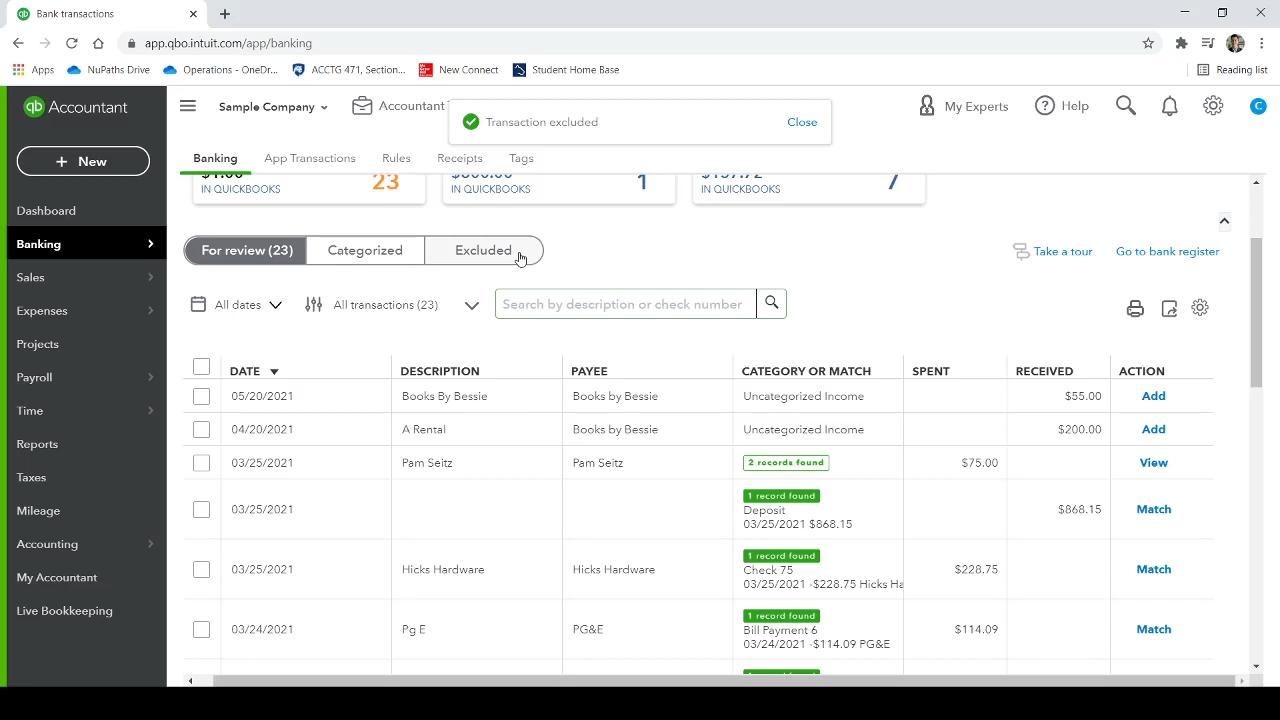 Bank transactions
app.qbo.intuit.com/app/banking
Apps NuPaths Drive Operations - OneDr... ACCTG 471, Section... New Connect Student Home Base Reading list
qb Accountant
Sample Company
Accountant
My Experts
Help
C
Transaction excluded Close
+ New
Banking App Transactions Rules Receipts Tags
IN QUICKBOOKS 23
IN QUICKBOOKS 1
IN QUICKBOOKS 7
Dashboard
Banking
Sales
Expenses
Projects
Payroll
Time
Reports
Taxes
Mileage
Accounting
My Accountant
Live Bookkeeping
For review (23) Categorized Excluded
Take a tour Go to bank register
All dates All transactions (23) Search by description or check number
DATE DESCRIPTION PAYEE CATEGORY OR MATCH SPENT RECEIVED ACTION
05/20/2021 Books By Bessie Books by Bessie Uncategorized Income $55.00 Add
04/20/2021 A Rental Books by Bessie Uncategorized Income $200.00 Add
03/25/2021 Pam Seitz Pam Seitz 2 records found $75.00 View
1 record found
03/25/2021 Deposit $868.15 Match
03/25/2021 $868.15
1 record found
03/25/2021 Hicks Hardware Hicks Hardware Check 75 $228.75 Match
03/25/2021 -$228.75 Hicks Ha
1 record found
03/24/2021 Pg E PG&E Bill Payment 6 $114.09 Match
03/24/2021 -$114.09 PG&E